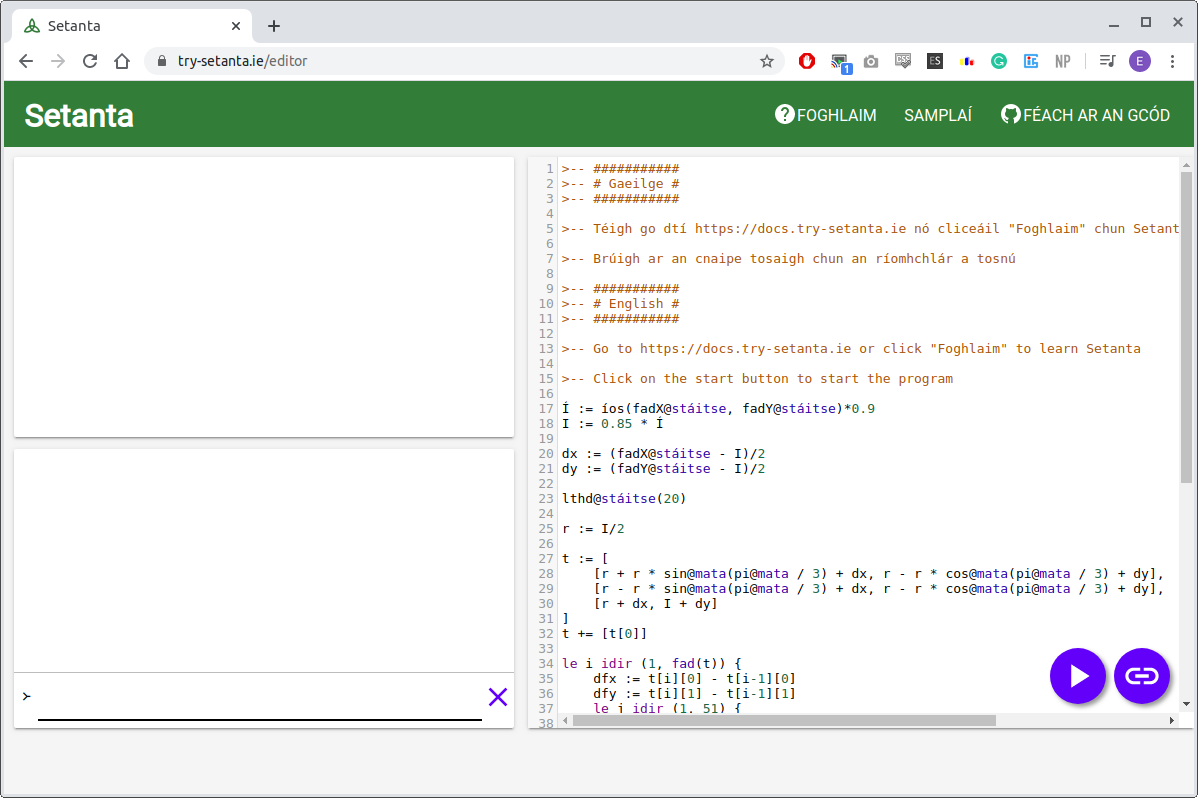 Setanta
try-setanta.ie/editor
1
ES
NP
E
Setanta
FOGHLAIM
SAMPLAÍ
FÉACH AR AN GCÓD
>
1 >-- ###########
2 >-- # Gaeilge #
3 >-- ###########
4
5 >-- Téigh go dtí https://docs.try-setanta.ie nó cliceáil "Foghlaim" chun Setant
6
7 >-- Brúigh ar an cnaipe tosaigh chun an ríomhchlár a tosnú
8
9 >-- ###########
10 >-- # English #
11 >-- ###########
12
13 >-- Go to https://docs.try-setanta.ie or click "Foghlaim" to learn Setanta
14
15 >-- Click on the start button to start the program
16
17 Í := íos(fadX@stáitse, fadY@stáitse)*0.9
18 I := 0.85 * Í
19
20 dx := (fadX@stáitse - I)/2
21 dy := (fadY@stáitse - I)/2
22
23 lthd@stáitse(20)
24
25 r := I/2
26
27 t := [
28     [r + r * sin@mata(pi@mata / 3) + dx, r - r * cos@mata(pi@mata / 3) + dy],
29     [r - r * sin@mata(pi@mata / 3) + dx, r - r * cos@mata(pi@mata / 3) + dy],
30     [r + dx, I + dy]
31 ]
32 t += [t[0]]
33
34 le i idir (1, fad(t)) {
35     dfx := t[i][0] - t[i-1][0]
36     dfy := t[i][1] - t[i-1][1]
37     le j idir (1, 51) {
38